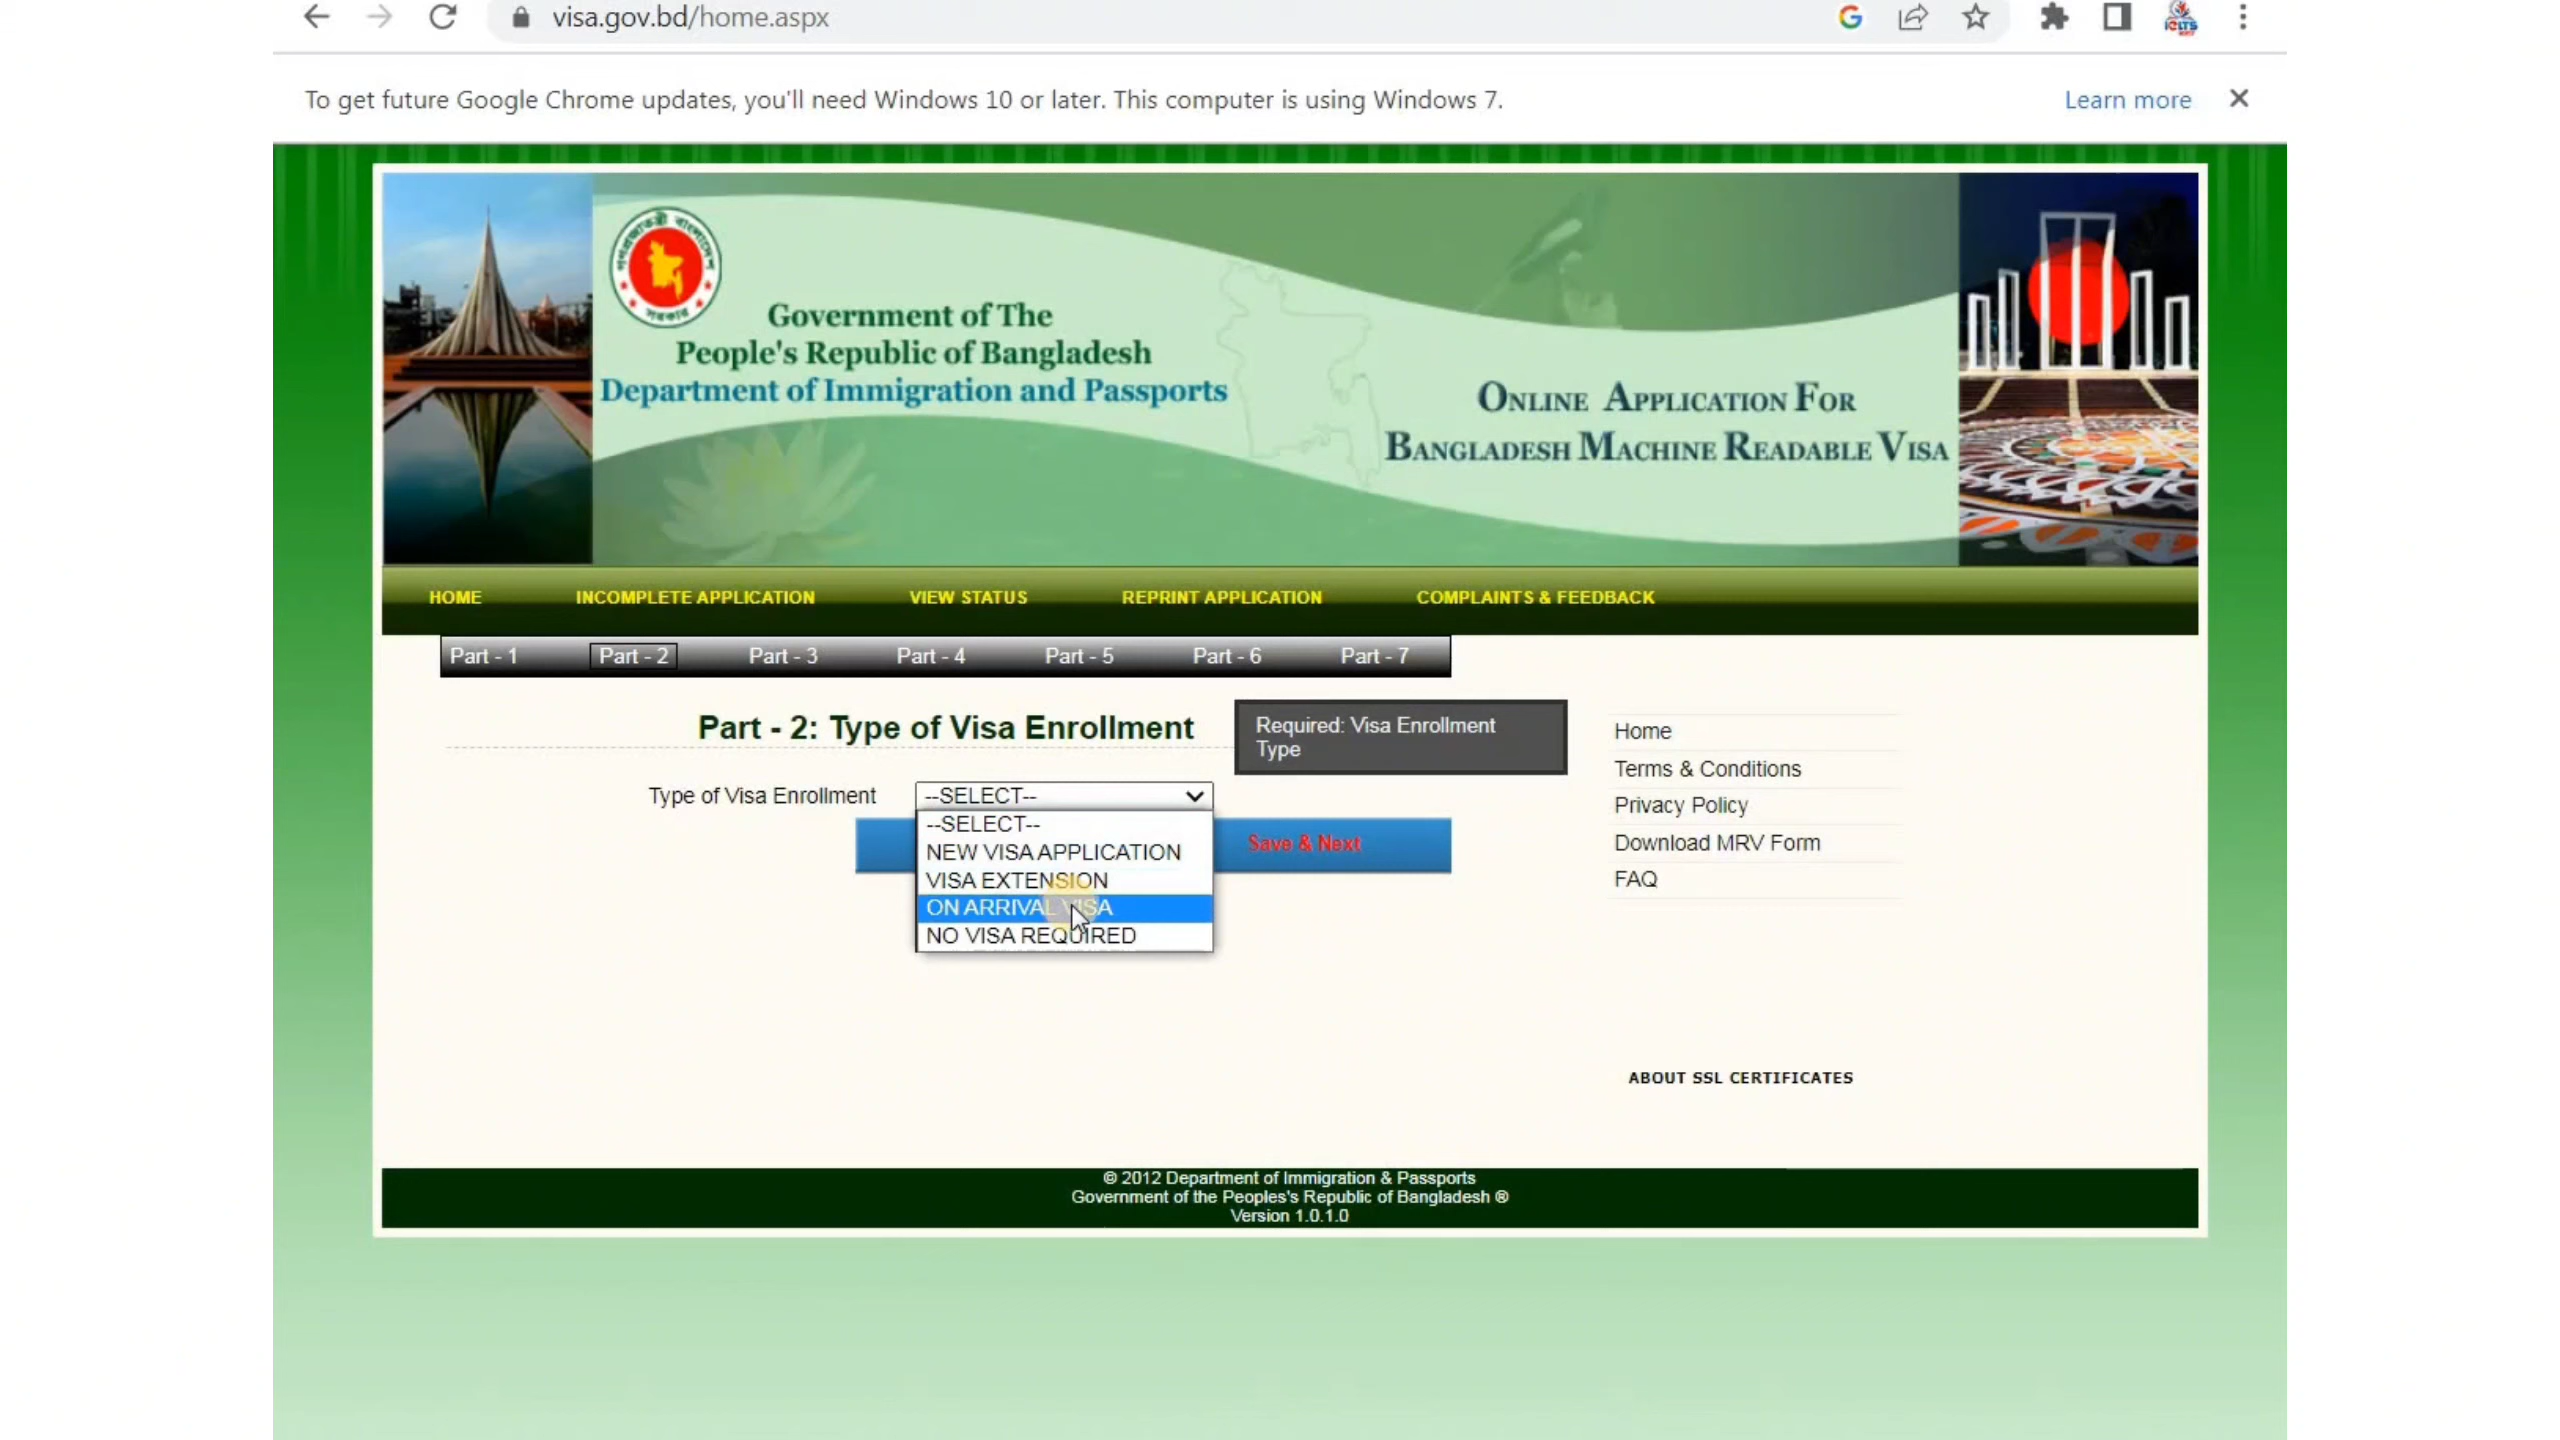 visa.gov.bd/home.aspx
To get future Google Chrome updates, you'll need Windows 10 or later. This computer is using Windows 7.
Learn more
Government of The
People's Republic of Bangladesh
Department of Immigration and Passports
ONLINE APPLICATION FOR
BANGLADESH MACHINE READABLE VISA
HOME
INCOMPLETE APPLICATION
VIEW STATUS
REPRINT APPLICATION
COMPLAINTS & FEEDBACK
Part - 1
Part - 2
Part - 3
Part - 4
Part - 5
Part - 6
Part - 7
Part - 2: Type of Visa Enrollment
Required: Visa Enrollment
Type
Type of Visa Enrollment
--SELECT--
--SELECT--
NEW VISA APPLICATION
VISA EXTENSION
ON ARRIVAL VISA
NO VISA REQUIRED
Save & Next
Home
Terms & Conditions
Privacy Policy
Download MRV Form
FAQ
ABOUT SSL CERTIFICATES
© 2012 Department of Immigration & Passports
Government of the Peoples's Republic of Bangladesh ®
Version 1.0.1.0